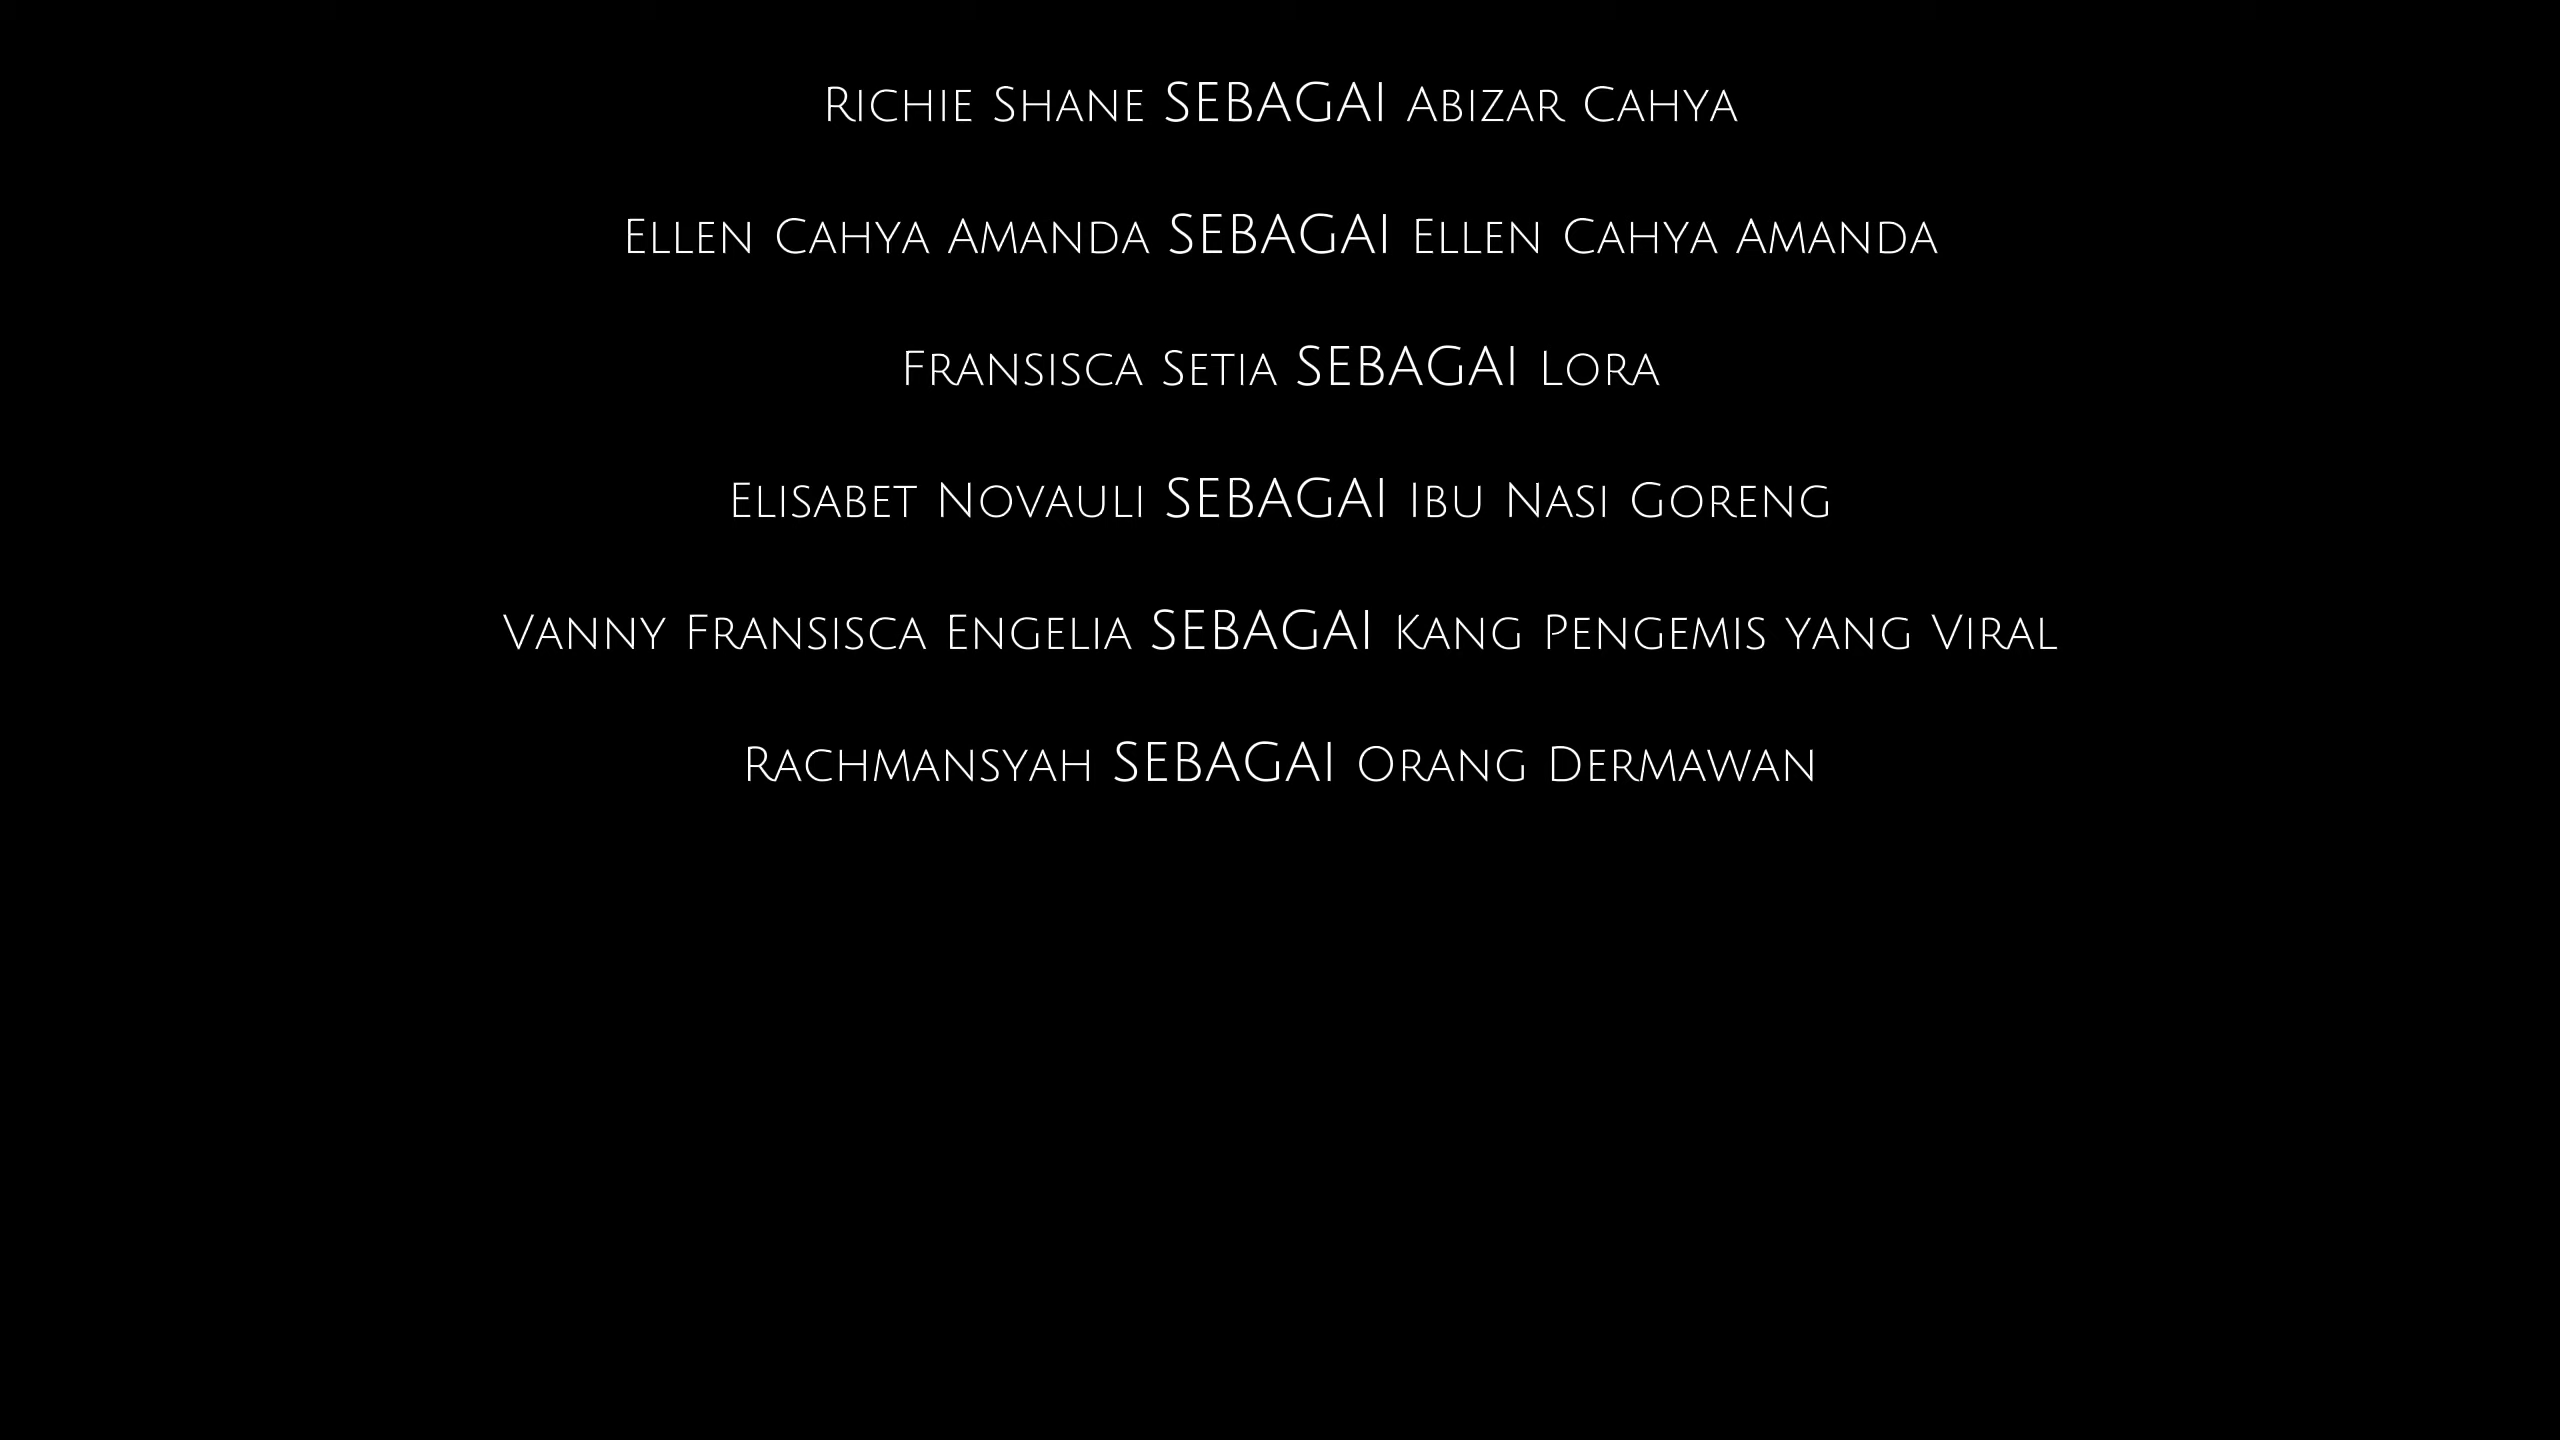 Richie Shane SEBAGAI Abizar Cahya
Ellen Cahya Amanda SEBAGAI Ellen Cahya Amanda
Fransisca Setia SEBAGAI Lora
Elisabet Novauli SEBAGAI Ibu Nasi Goreng
Vanny Fransisca Engelia SEBAGAI Kang Pengemis yang Viral
Rachmansyah SEBAGAI Orang Dermawan